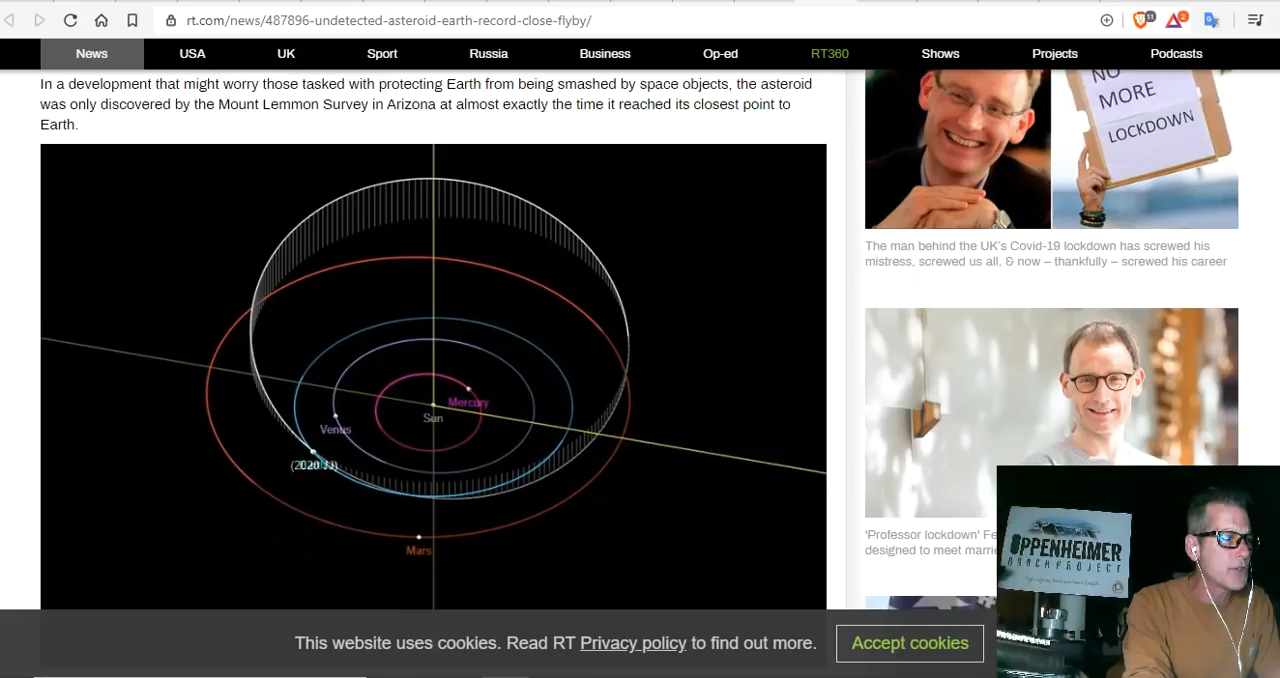 rt.com/news/487896-undetected-asteroid-earth-record-close-flyby/
11
2
News
USA
UK
Sport
Russia
Business
Op-ed
RT360
Shows
Projects
Podcasts
In a development that might worry those tasked with protecting Earth from being smashed by space objects, the asteroid
was only discovered by the Mount Lemmon Survey in Arizona at almost exactly the time it reached its closest point to
Earth.
Mercury
Sun
Venus
Mars
NO
MORE
LOCKDOWN
The man behind the UK's Covid-19 lockdown has screwed his
mistress, screwed us all, & now – thankfully – screwed his career
'Professor lockdown' Fe
designed to meet marri
OPPENHEIMER
RANCH PROJECT
This website uses cookies. Read RT Privacy policy to find out more.
Accept cookies